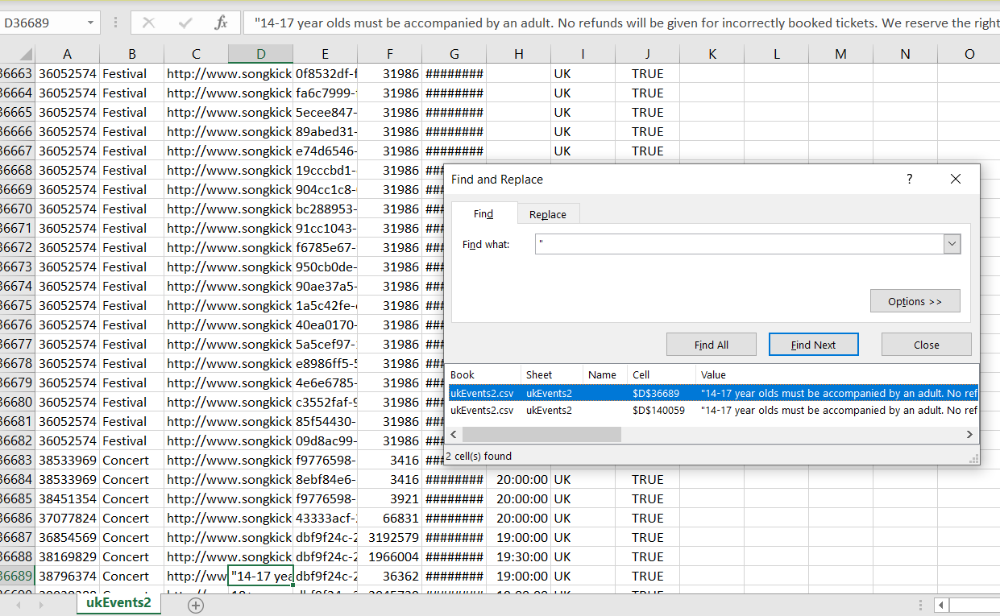 D36689 fx "14-17 year olds must be accompanied by an adult. No refunds will be given for incorrectly booked tickets. We reserve the right
A B C D E F G H I J K L M N O
36663 36052574 Festival http://www.songkick 0f8532df-f 31986 ######## UK TRUE
36664 36052574 Festival http://www.songkick fa6c7999- 31986 ######## UK TRUE
36665 36052574 Festival http://www.songkick 5ecee847- 31986 ######## UK TRUE
36666 36052574 Festival http://www.songkick 89abed31- 31986 ######## UK TRUE
36667 36052574 Festival http://www.songkick e74d6546- 31986 ######## UK TRUE
36668 36052574 Festival http://www.songkick 19cccbd1- 31986 ###
36669 36052574 Festival http://www.songkick 904cc1c8- 31986 ###
36670 36052574 Festival http://www.songkick bc288953- 31986 ###
36671 36052574 Festival http://www.songkick 91cc1043- 31986 ###
36672 36052574 Festival http://www.songkick f6785e67- 31986 ###
36673 36052574 Festival http://www.songkick 950cb0de- 31986 ###
36674 36052574 Festival http://www.songkick 90ae37a5- 31986 ###
36675 36052574 Festival http://www.songkick 1a5c42fe- 31986 ###
36676 36052574 Festival http://www.songkick 40ea0170- 31986 ###
36677 36052574 Festival http://www.songkick 5a5cef97- 31986 ###
36678 36052574 Festival http://www.songkick e8986ff5-5 31986 ###
36679 36052574 Festival http://www.songkick 4e6e6785- 31986 ###
36680 36052574 Festival http://www.songkick c3552faf-9 31986 ###
36681 36052574 Festival http://www.songkick 85f54430- 31986 ###
36682 36052574 Festival http://www.songkick 09d8ac99- 31986 ###
36683 38533969 Concert http://www.songkick f9776598- 3416 ###
36684 38533969 Concert http://www.songkick 8ebf84e6- 3416 ######## 20:00:00 UK TRUE
36685 38451354 Concert http://www.songkick f9776598- 3921 ######## 20:00:00 UK TRUE
36686 37077824 Concert http://www.songkick 43333acf- 66831 ######## 20:00:00 UK TRUE
36687 36854569 Concert http://www.songkick dbf9f24c-2 3192579 ######## 19:00:00 UK TRUE
36688 38169829 Concert http://www.songkick dbf9f24c-2 1966004 ######## 19:30:00 UK TRUE
36689 38796374 Concert http://ww "14-17 yea dbf9f24c-2 36362 ######## 19:00:00 UK TRUE
Find and Replace ?
Find Replace
Find what: "
Options >>
Find All Find Next Close
Book Sheet Name Cell Value
ukEvents2.csv ukEvents2 $D$36689 "14-17 year olds must be accompanied by an adult. No ref
ukEvents2.csv ukEvents2 $D$140059 "14-17 year olds must be accompanied by an adult. No ref
2 cell(s) found
ukEvents2